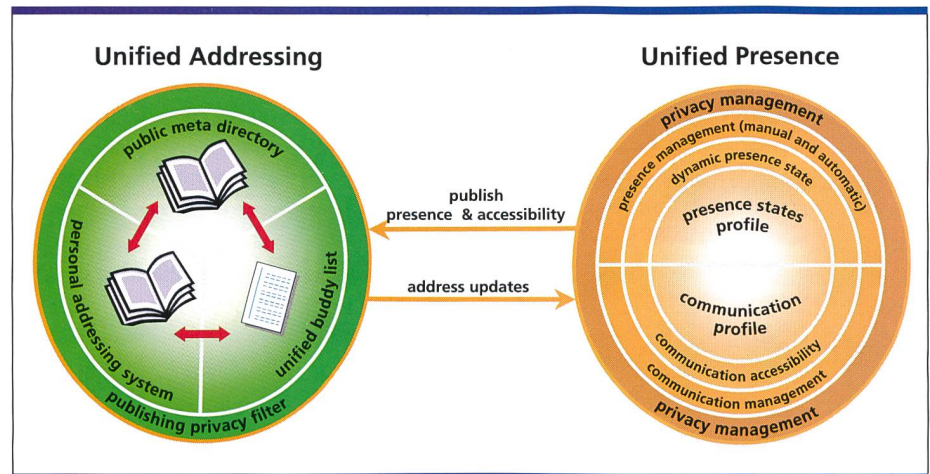 Unified Addressing
Unified Presence
public meta directory
personal addressing system
unified buddy list
publishing privacy filter
publish
presence & accessibility
address updates
privacy management
presence management (manual and automatic)
dynamic presence state
presence states
profile
communication
profile
communication accessibility
communication management
privacy management